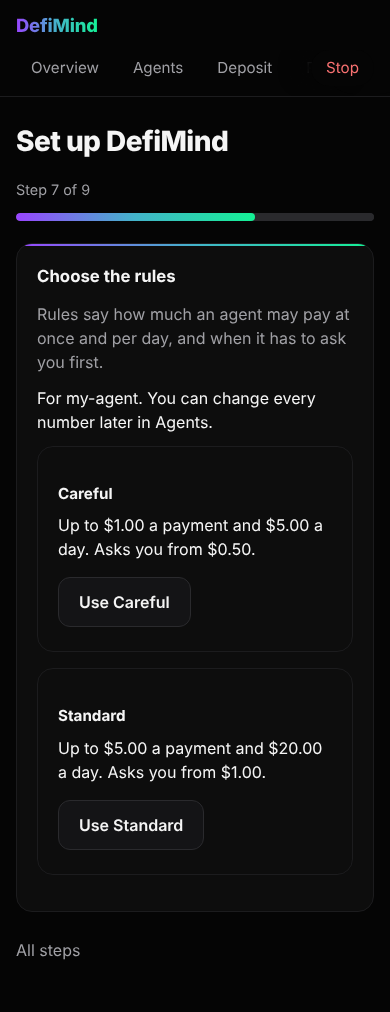 DefiMind
Overview Agents Deposit Stop
Set up DefiMind
Step 7 of 9
Choose the rules
Rules say how much an agent may pay at
once and per day, and when it has to ask
you first.
For my-agent. You can change every
number later in Agents.
Careful
Up to $1.00 a payment and $5.00 a
day. Asks you from $0.50.
Use Careful
Standard
Up to $5.00 a payment and $20.00
a day. Asks you from $1.00.
Use Standard
All steps